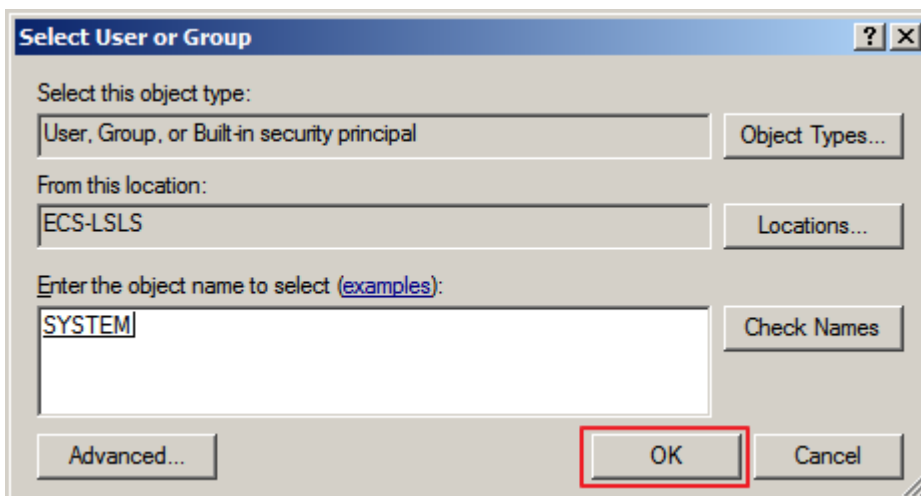 Select User or Group
Select this object type:
User, Group, or Built-in security principal
Object Types...
From this location:
ECS-LSLS
Locations...
Enter the object name to select (examples):
SYSTEM
Check Names
Advanced...
OK
Cancel